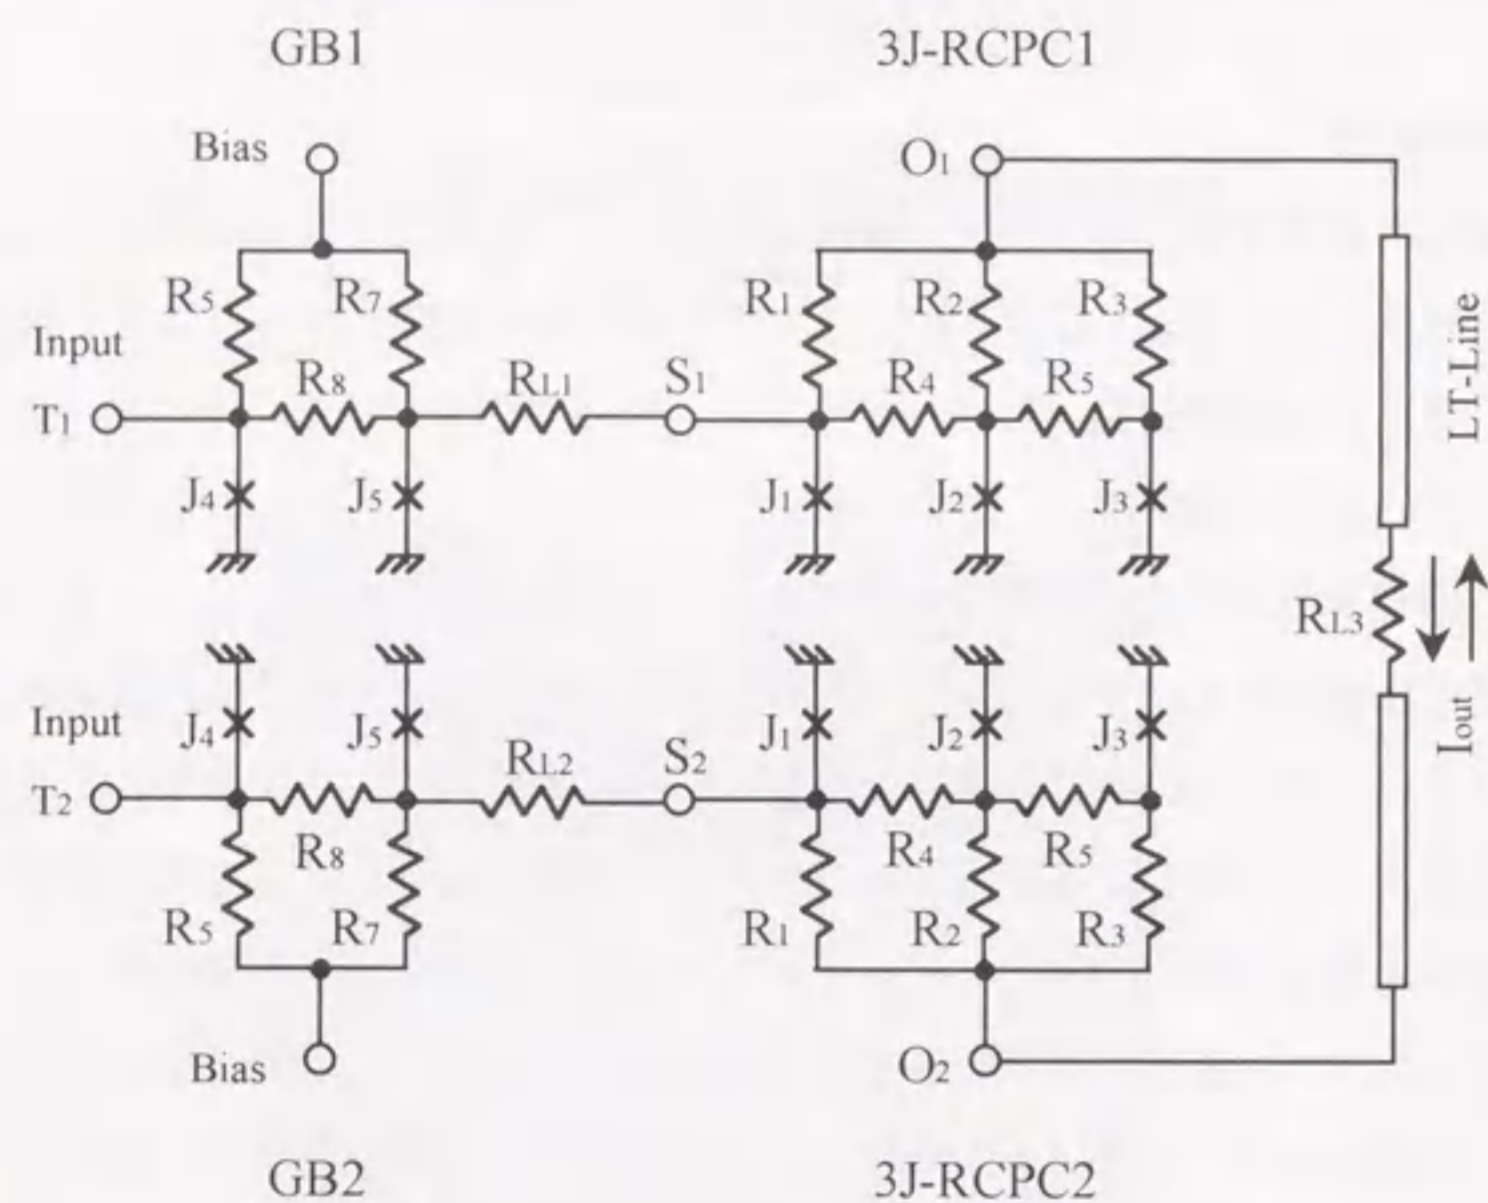 GB1
3J-RCPC1
Bias
O1
R5
R7
R1
R2
R3
Input
T1
R8
RL1
S1
R4
R5
LT-Line
J4
J5
J1
J2
J3
RL3
Iout
Input
T2
J4
J5
RL2
S2
J1
J2
J3
R8
R4
R5
R5
R7
R1
R2
R3
Bias
O2
GB2
3J-RCPC2